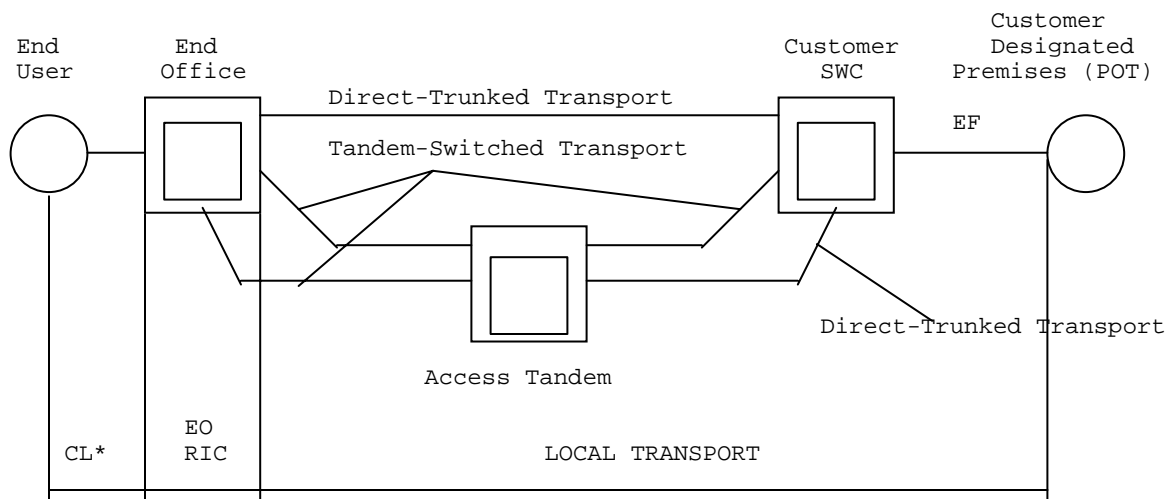 End
User
End
Office
Customer
SWC
Customer
Designated
Premises (POT)
Direct-Trunked Transport
EF
Tandem-Switched Transport
Direct-Trunked Transport
Access Tandem
CL*
EO
RIC
LOCAL TRANSPORT